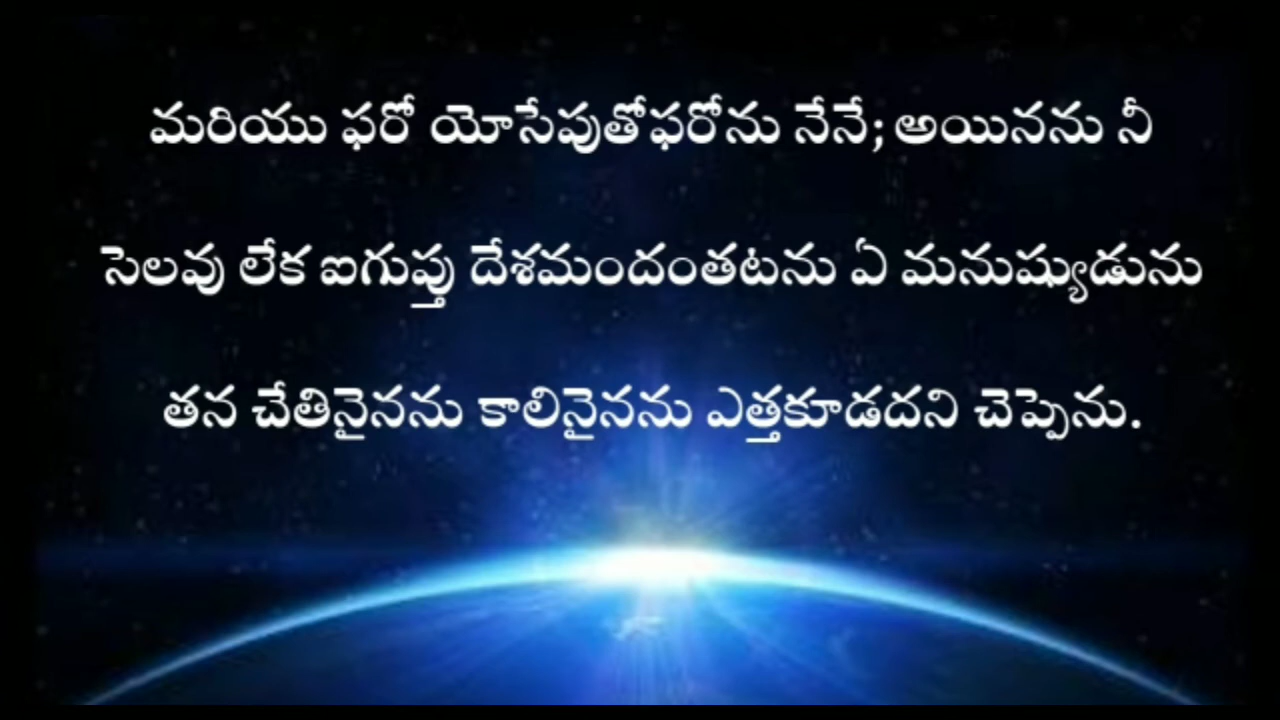 మరియు ఫరో యోసేపుతోఫరోను నేనే; అయినను నీ
సెలవు లేక ఐగుప్తు దేశమందంతటను ఏ మనుష్యుడును
తన చేతినైనను కాలినైనను ఎత్తకూడదని చెప్పెను.